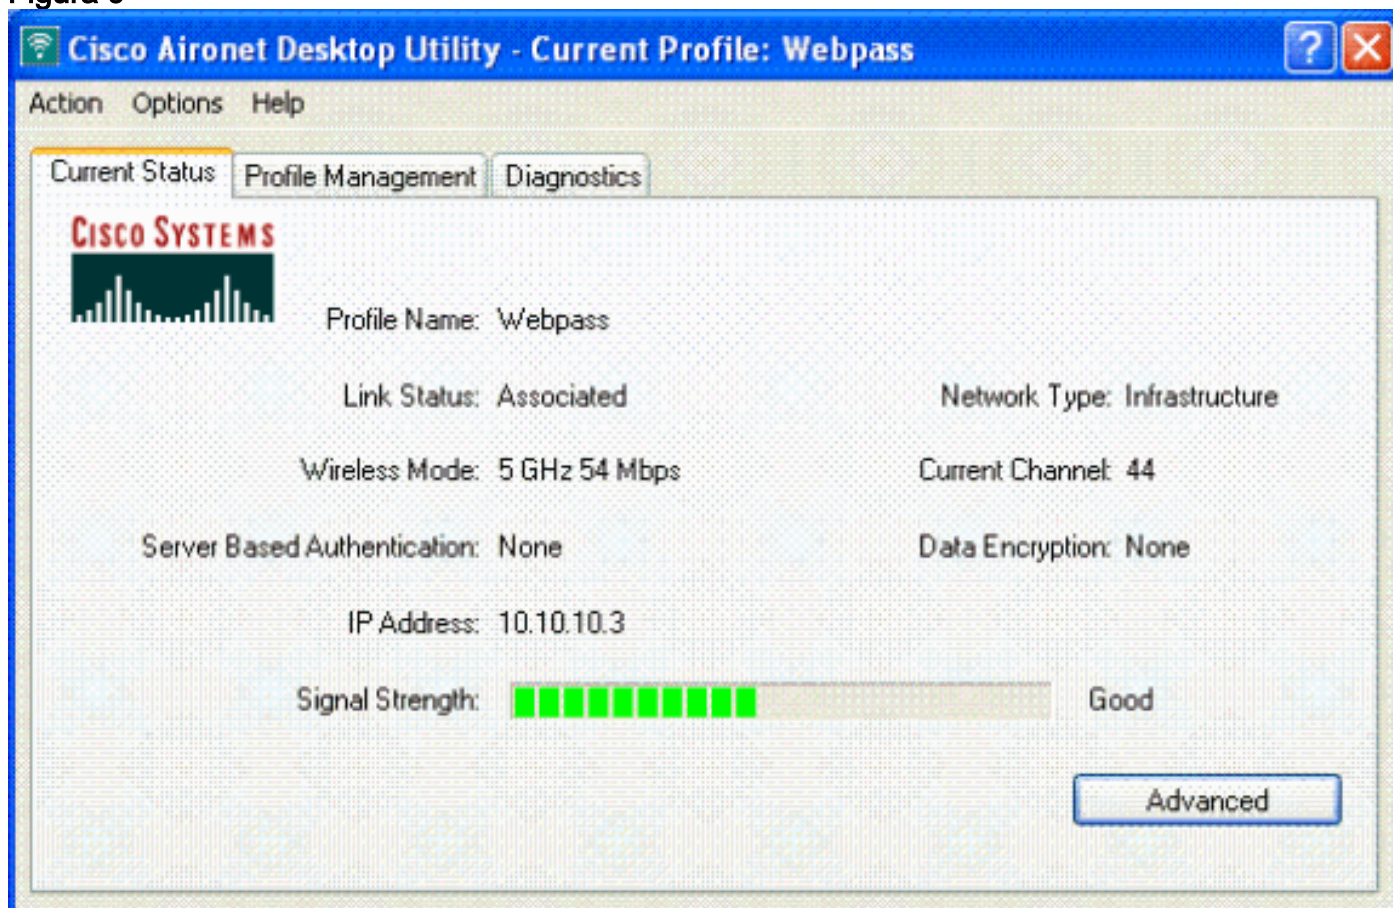 Cisco Aironet Desktop Utility - Current Profile: Webpass
Action Options Help
Current Status Profile Management Diagnostics
CISCO SYSTEMS
Profile Name: Webpass
Link Status: Associated Network Type: Infrastructure
Wireless Mode: 5 GHz 54 Mbps Current Channel: 44
Server Based Authentication: None Data Encryption: None
IP Address: 10.10.10.3
Signal Strength: Good
Advanced